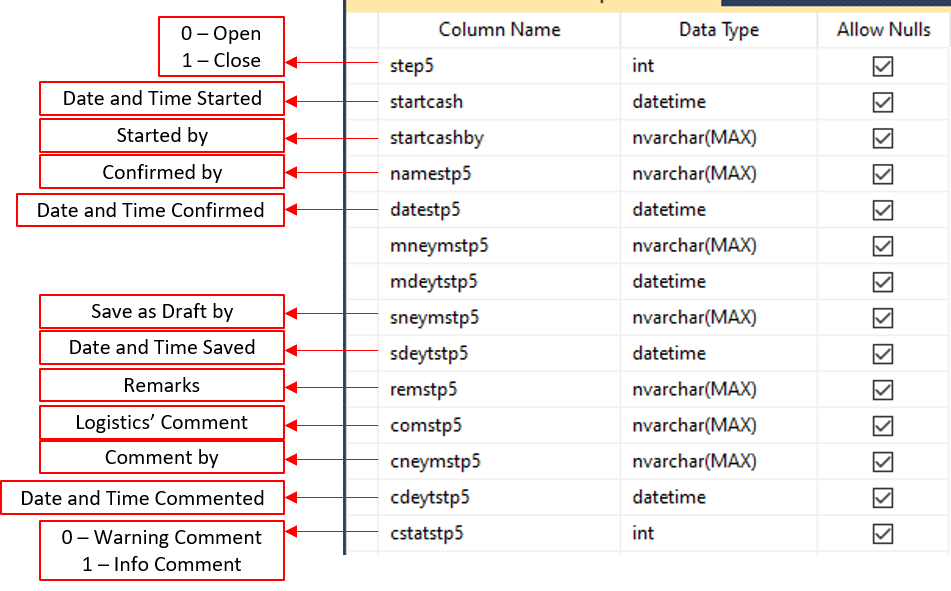 Column Name Data Type Allow Nulls
0 – Open
1 – Close
step5 int
Date and Time Started startcash datetime
Started by startcashby nvarchar(MAX)
Confirmed by namestp5 nvarchar(MAX)
Date and Time Confirmed datestp5 datetime
mneymstp5 nvarchar(MAX)
mdeytstp5 datetime
Save as Draft by sneymstp5 nvarchar(MAX)
Date and Time Saved sdeytstp5 datetime
Remarks remstp5 nvarchar(MAX)
Logistics’ Comment comstp5 nvarchar(MAX)
Comment by cneymstp5 nvarchar(MAX)
Date and Time Commented cdeytstp5 datetime
0 – Warning Comment cstatstp5 int
1 – Info Comment